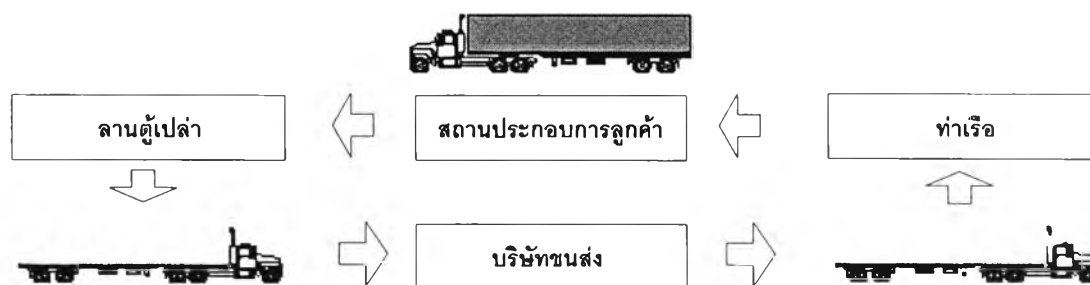 ลานตู้เปล่า
สถานประกอบการลูกค้า
ท่าเรือ
บริษัทขนส่ง